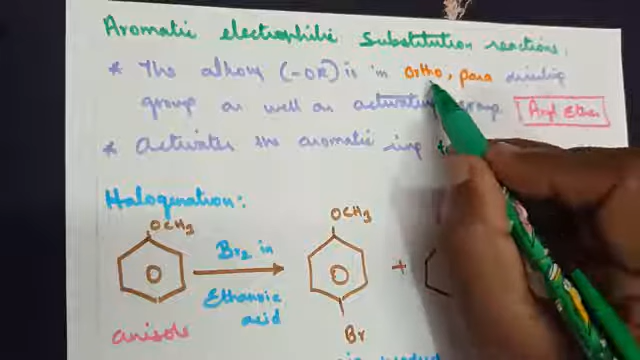 Aromatic electrophilic Substitution reactions.
* The alkoxy (-OR) is in Ortho, para directing
group as well as activating group. Aryl Ether
* Activates the aromatic ring
Halogenation:-
OCH3
OCH3
Br2 in
+
Ethanoic
acid
anisole
Br
product